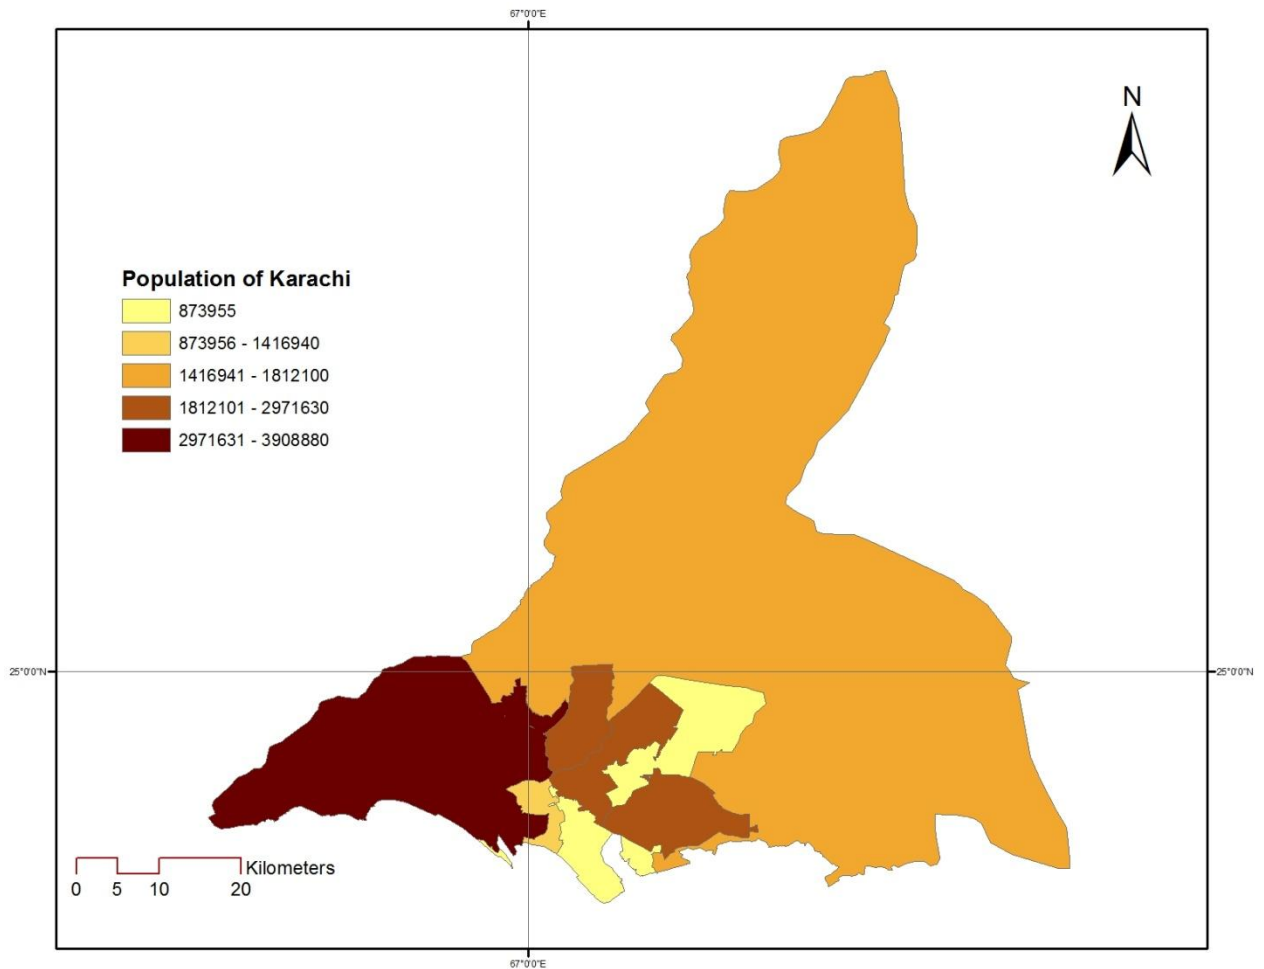 67°0'0"E
N
Population of Karachi
873955
873956 - 1416940
1416941 - 1812100
1812101 - 2971630
2971631 - 3908880
25°0'0"N
25°0'0"N
Kilometers
0 5 10 20
67°0'0"E